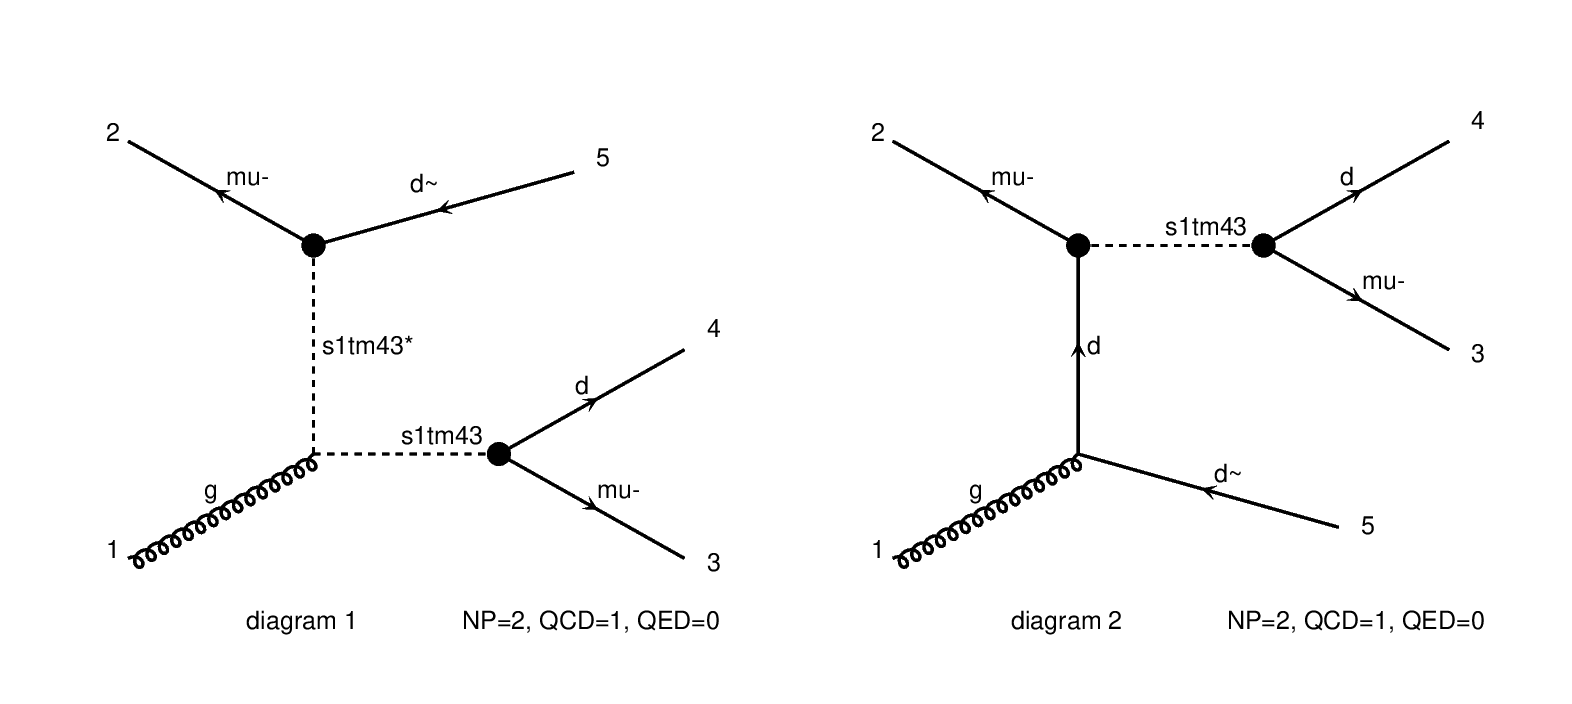 2
mu-
d~
5
s1tm43*
4
d
s1tm43
mu-
g
1
3
diagram 1
NP=2, QCD=1, QED=0
2
mu-
4
d
s1tm43
mu-
3
d
g
d~
5
1
diagram 2
NP=2, QCD=1, QED=0